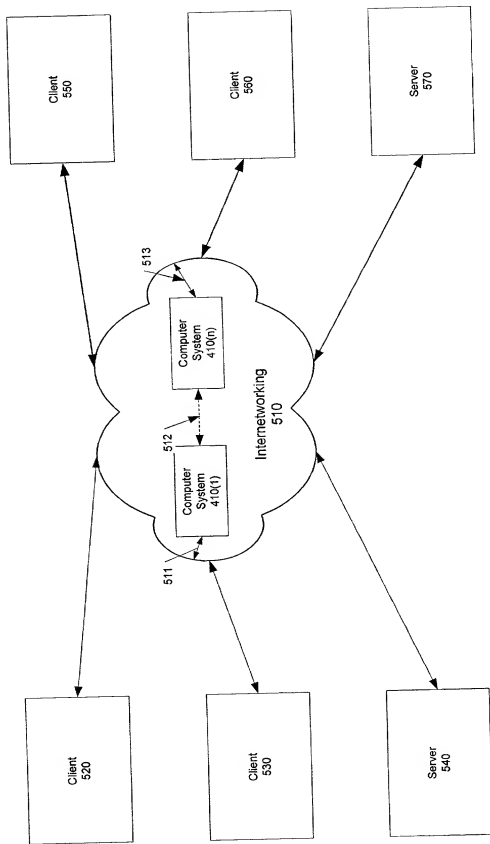 Client
520
Client
530
Server
540
511
Computer
System
410(1)
512
Computer
System
410(n)
513
Internetworking
510
Client
550
Client
560
Server
570